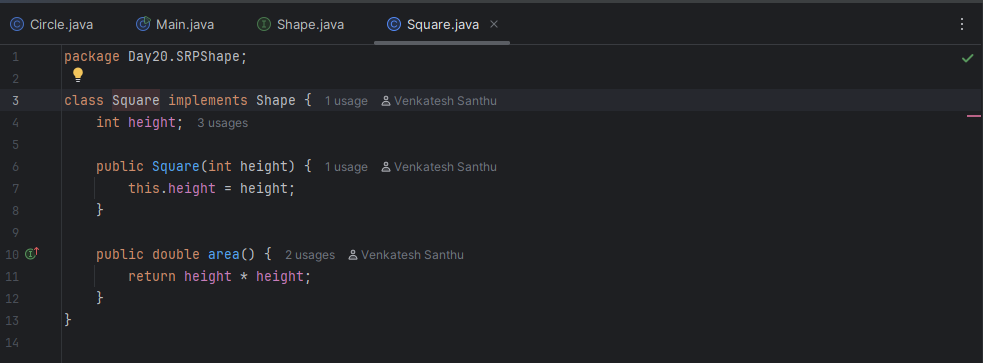 Circle.java Main.java Shape.java Square.java
1 package Day20.SRPShape;
2
3 class Square implements Shape { 1 usage Venkatesh Santhu
4 int height; 3 usages
5
6 public Square(int height) { 1 usage Venkatesh Santhu
7 this.height = height;
8 }
9
10 public double area() { 2 usages Venkatesh Santhu
11 return height * height;
12 }
13 }
14